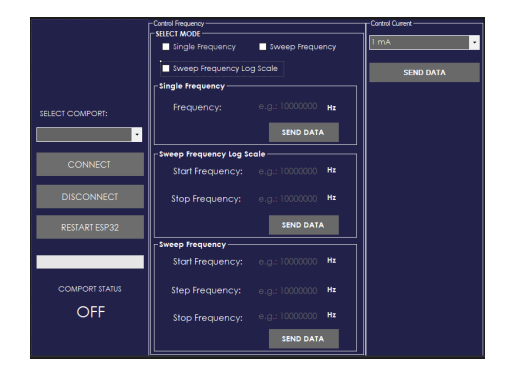 SELECT COMPORT:
CONNECT
DISCONNECT
RESTART ESP32
COMPORT STATUS
OFF
Control Frequency
SELECT MODE
Single Frequency
Sweep Frequency
Sweep Frequency Log Scale
Single Frequency
Frequency: e.g.: 10000000 Hz
SEND DATA
Sweep Frequency Log Scale
Start Frequency: e.g.: 10000000 Hz
Stop Frequency: e.g.: 10000000 Hz
SEND DATA
Sweep Frequency
Start Frequency: e.g.: 10000000 Hz
Step Frequency: e.g.: 10000000 Hz
Stop Frequency: e.g.: 10000000 Hz
SEND DATA
Control Current
1 mA
SEND DATA